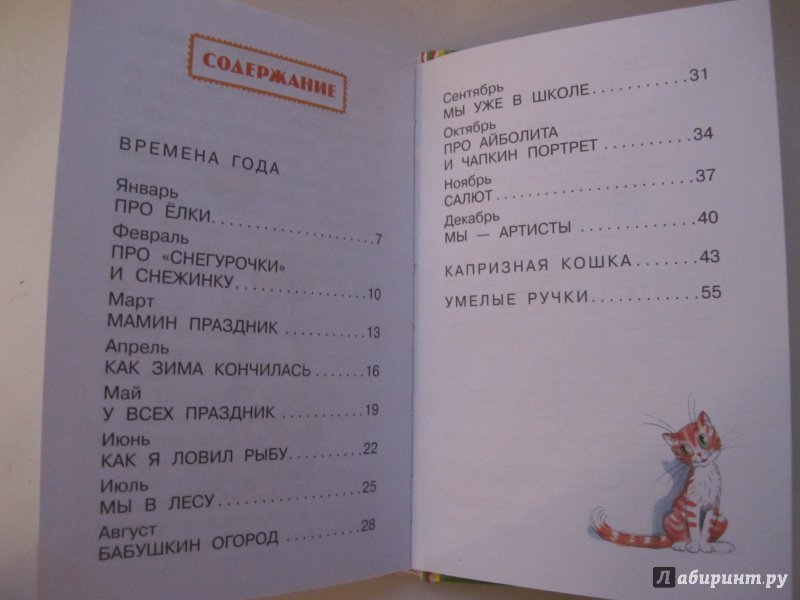 СОДЕРЖАНИЕ
ВРЕМЕНА ГОДА
Январь
ПРО ЁЛКИ....................7
Февраль
ПРО «СНЕГУРОЧКИ»
И СНЕЖИНКУ................10
Март
МАМИН ПРАЗДНИК..........13
Апрель
КАК ЗИМА КОНЧИЛАСЬ.......16
Май
У ВСЕХ ПРАЗДНИК..........19
Июнь
КАК Я ЛОВИЛ РЫБУ.........22
Июль
МЫ В ЛЕСУ.................25
Август
БАБУШКИН ОГОРОД.........28
Сентябрь
МЫ УЖЕ В ШКОЛЕ...........31
Октябрь
ПРО АЙБОЛИТА
И ЧАПКИН ПОРТРЕТ..........34
Ноябрь
САЛЮТ......................37
Декабрь
МЫ — АРТИСТЫ.............40
КАПРИЗНАЯ КОШКА.......43
УМЕЛЫЕ РУЧКИ............55
Лабиринт.ру